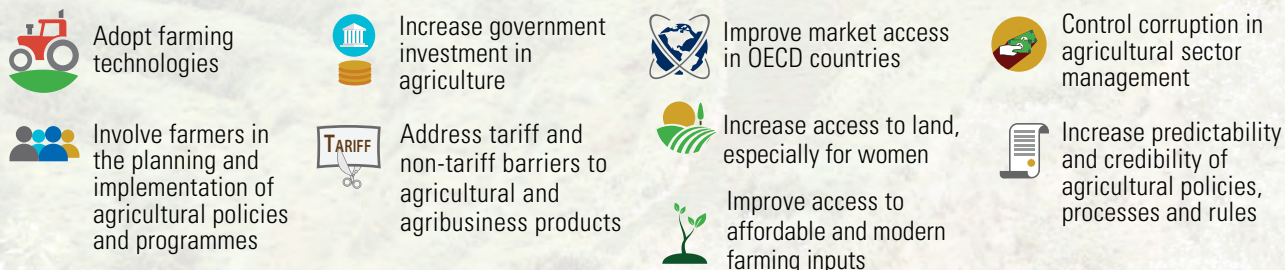 Adopt farming
technologies
Involve farmers in
the planning and
implementation of
agricultural policies
and programmes
Increase government
investment in
agriculture
TARIFF
Address tariff and
non-tariff barriers to
agricultural and
agribusiness products
Improve market access
in OECD countries
Increase access to land,
especially for women
Improve access to
affordable and modern
farming inputs
Control corruption in
agricultural sector
management
Increase predictability
and credibility of
agricultural policies,
processes and rules